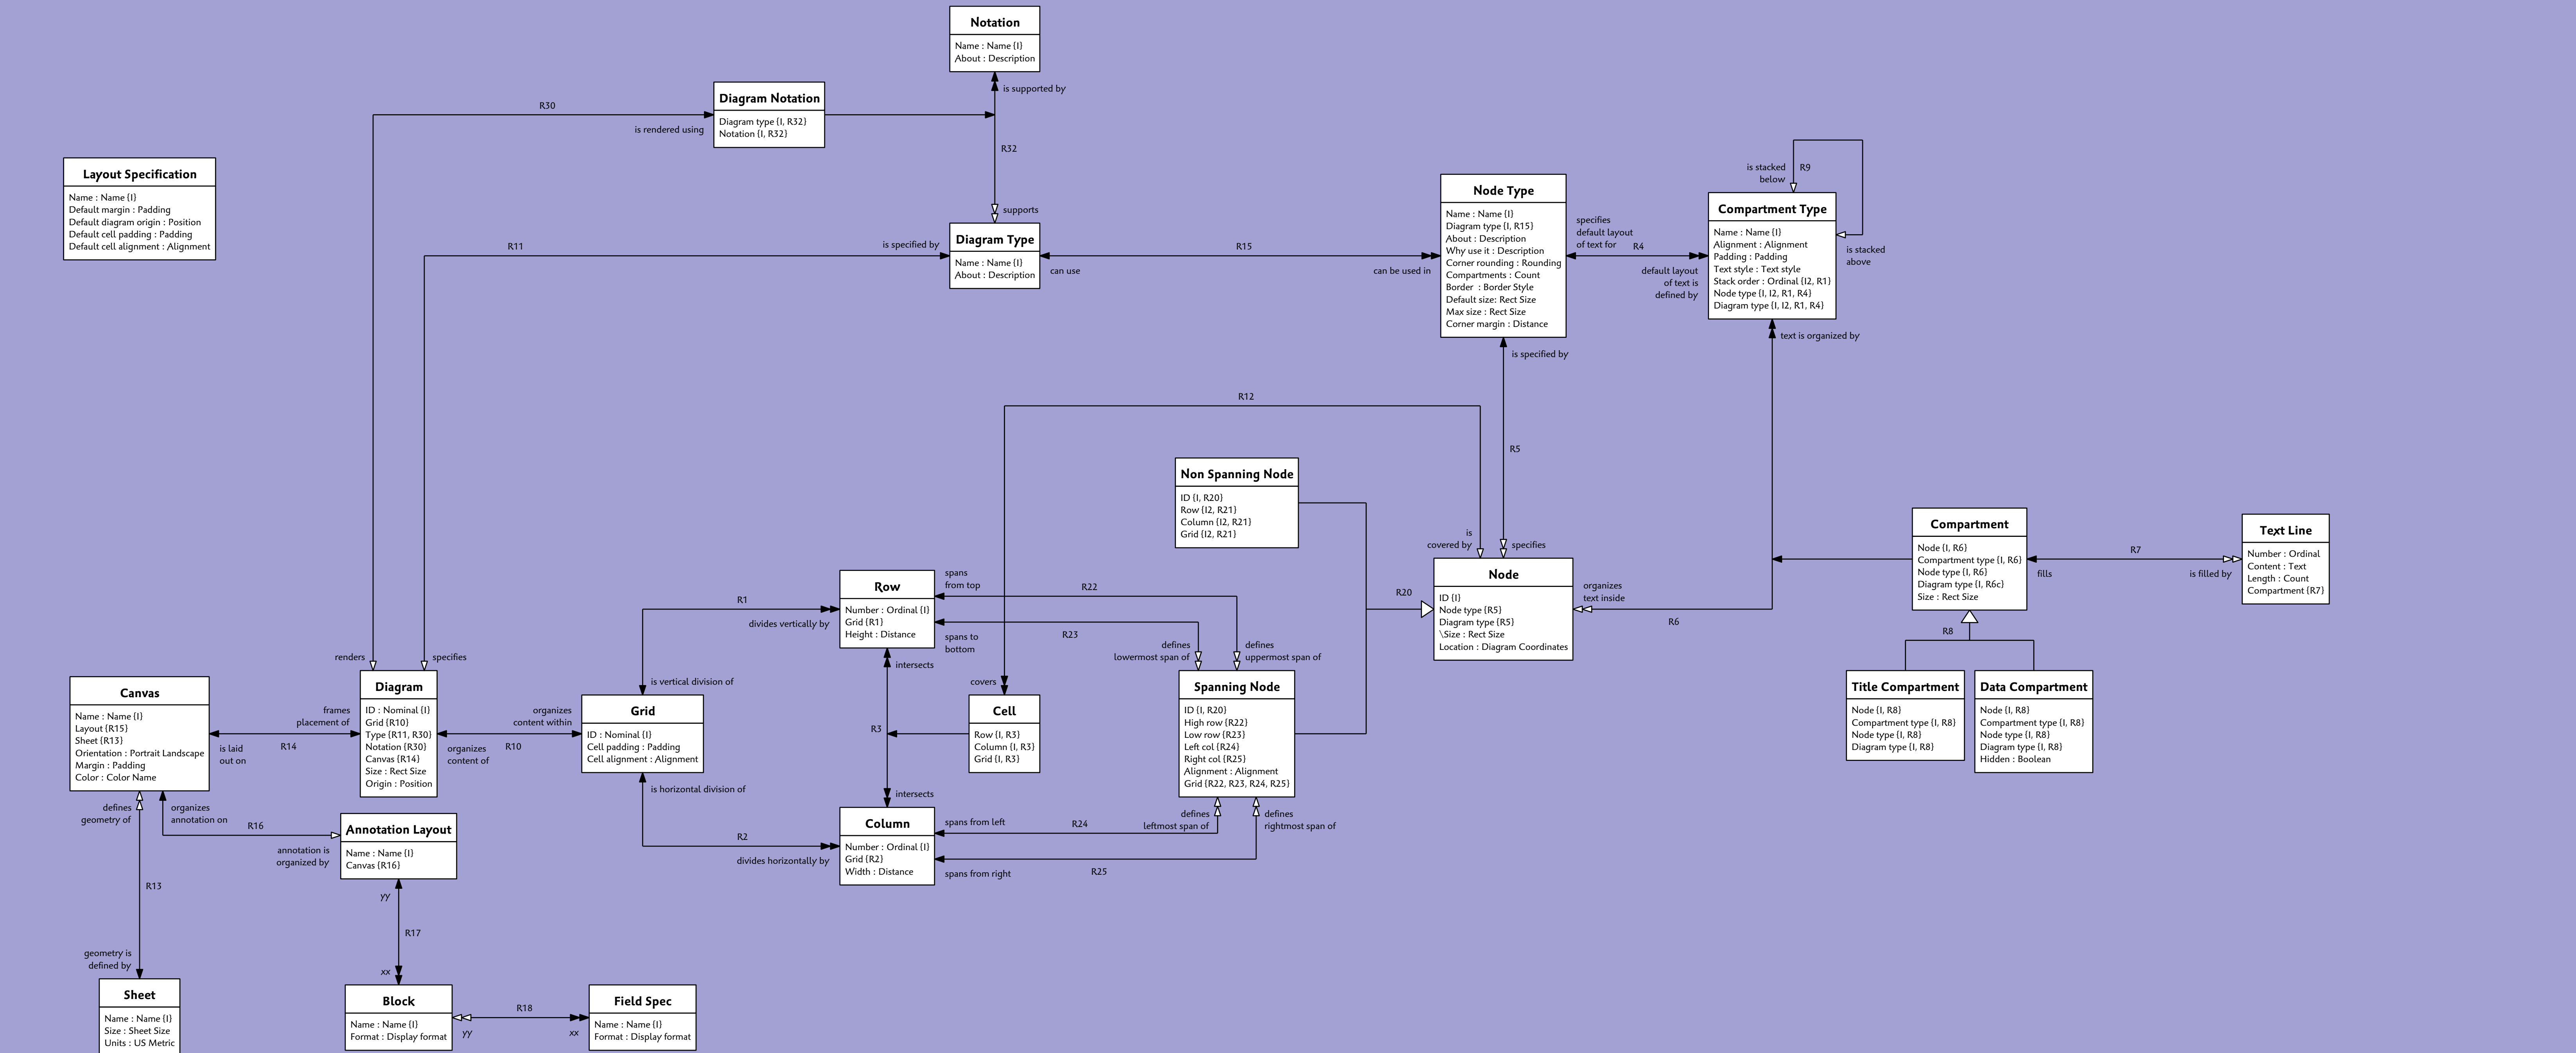 Notation
Name : Name {I}
About : Description
is supported by
Diagram Notation
Diagram type {I, R32}
Notation {I, R32}
R30
is rendered using
R32
supports
Layout Specification
Name : Name {I}
Default margin : Padding
Default diagram origin : Position
Default cell padding : Padding
Default cell alignment : Alignment
R11
is specified by
Diagram Type
Name : Name {I}
About : Description
R15
can use
can be used in
Node Type
Name : Name {I}
Diagram type {I, R15}
About : Description
Why use it : Description
Corner rounding : Rounding
Compartments : Count
Border  : Border Style
Default size: Rect Size
Max size : Rect Size
Corner margin : Distance
is specified by
specifies
default layout
of text for
R4
default layout
of text is
defined by
is stacked
below
R9
Compartment Type
Name : Name {I}
Alignment : Alignment
Padding : Padding
Text style : Text style
Stack order : Ordinal {I2, R1}
Node type {I, I2, R1, R4}
Diagram type {I, I2, R1, R4}
is stacked
above
text is organized by
R12
R5
Non Spanning Node
ID {I, R20}
Row {I2, R21}
Column {I2, R21}
Grid {I2, R21}
is
covered by
specifies
R20
Node
ID {I}
Node type {R5}
Diagram type {R5}
\Size : Rect Size
Location : Diagram Coordinates
organizes
text inside
R6
Compartment
Node {I, R6}
Compartment type {I, R6}
Node type {I, R6}
Diagram type {I, R6c}
Size : Rect Size
R7
fills
is filled by
Text Line
Number : Ordinal
Content : Text
Length : Count
Compartment {R7}
R8
Title Compartment
Node {I, R8}
Compartment type {I, R8}
Node type {I, R8}
Diagram type {I, R8}
Data Compartment
Node {I, R8}
Compartment type {I, R8}
Node type {I, R8}
Diagram type {I, R8}
Hidden : Boolean
R1
divides vertically by
Row
Number : Ordinal {I}
Grid {R1}
Height : Distance
spans
from top
R22
spans to
bottom
R23
defines
lowermost span of
defines
uppermost span of
intersects
renders
specifies
is vertical division of
covers
Canvas
Name : Name {I}
Layout {R15}
Sheet {R13}
Orientation : Portrait Landscape
Margin : Padding
Color : Color Name
frames
placement of
is laid
out on
R14
Diagram
ID : Nominal {I}
Grid {R10}
Type {R11, R30}
Notation {R30}
Canvas {R14}
Size : Rect Size
Origin : Position
organizes
content within
organizes
content of
R10
Grid
ID : Nominal {I}
Cell padding : Padding
Cell alignment : Alignment
R3
Cell
Row {I, R3}
Column {I, R3}
Grid {I, R3}
Spanning Node
ID {I, R20}
High row {R22}
Low row {R23}
Left col {R24}
Right col {R25}
Alignment : Alignment
Grid {R22, R23, R24, R25}
is horizontal division of
intersects
defines
geometry of
organizes
annotation on
R16
annotation is
organized by
Annotation Layout
Name : Name {I}
Canvas {R16}
R2
divides horizontally by
Column
Number : Ordinal {I}
Grid {R2}
Width : Distance
spans from left
R24
defines
leftmost span of
defines
rightmost span of
spans from right
R25
R13
yy
R17
xx
geometry is
defined by
Sheet
Name : Name {I}
Size : Sheet Size
Units : US Metric
Block
Name : Name {I}
Format : Display format
R18
yy
xx
Field Spec
Name : Name {I}
Format : Display format